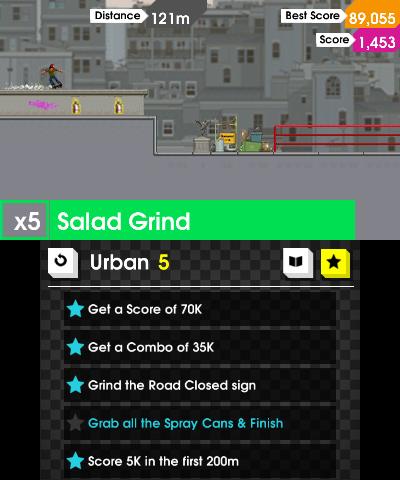 Distance 121m
Best Score 89,055
Score 1,453
x5 Salad Grind
Urban 5
Get a Score of 70K
Get a Combo of 35K
Grind the Road Closed sign
Grab all the Spray Cans & Finish
Score 5K in the first 200m